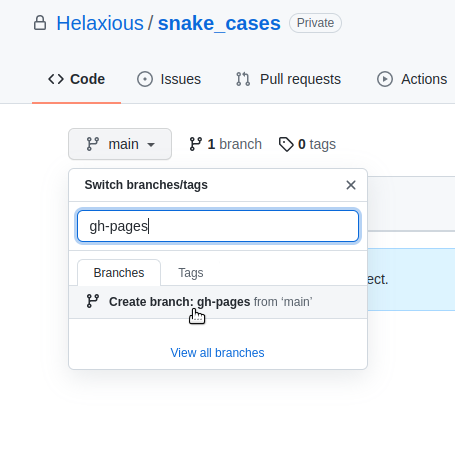 Helaxious / snake_cases Private
Code Issues Pull requests Actions
main 1 branch 0 tags
Switch branches/tags
gh-pages
Branches Tags
ect.
Create branch: gh-pages from ‘main’
View all branches